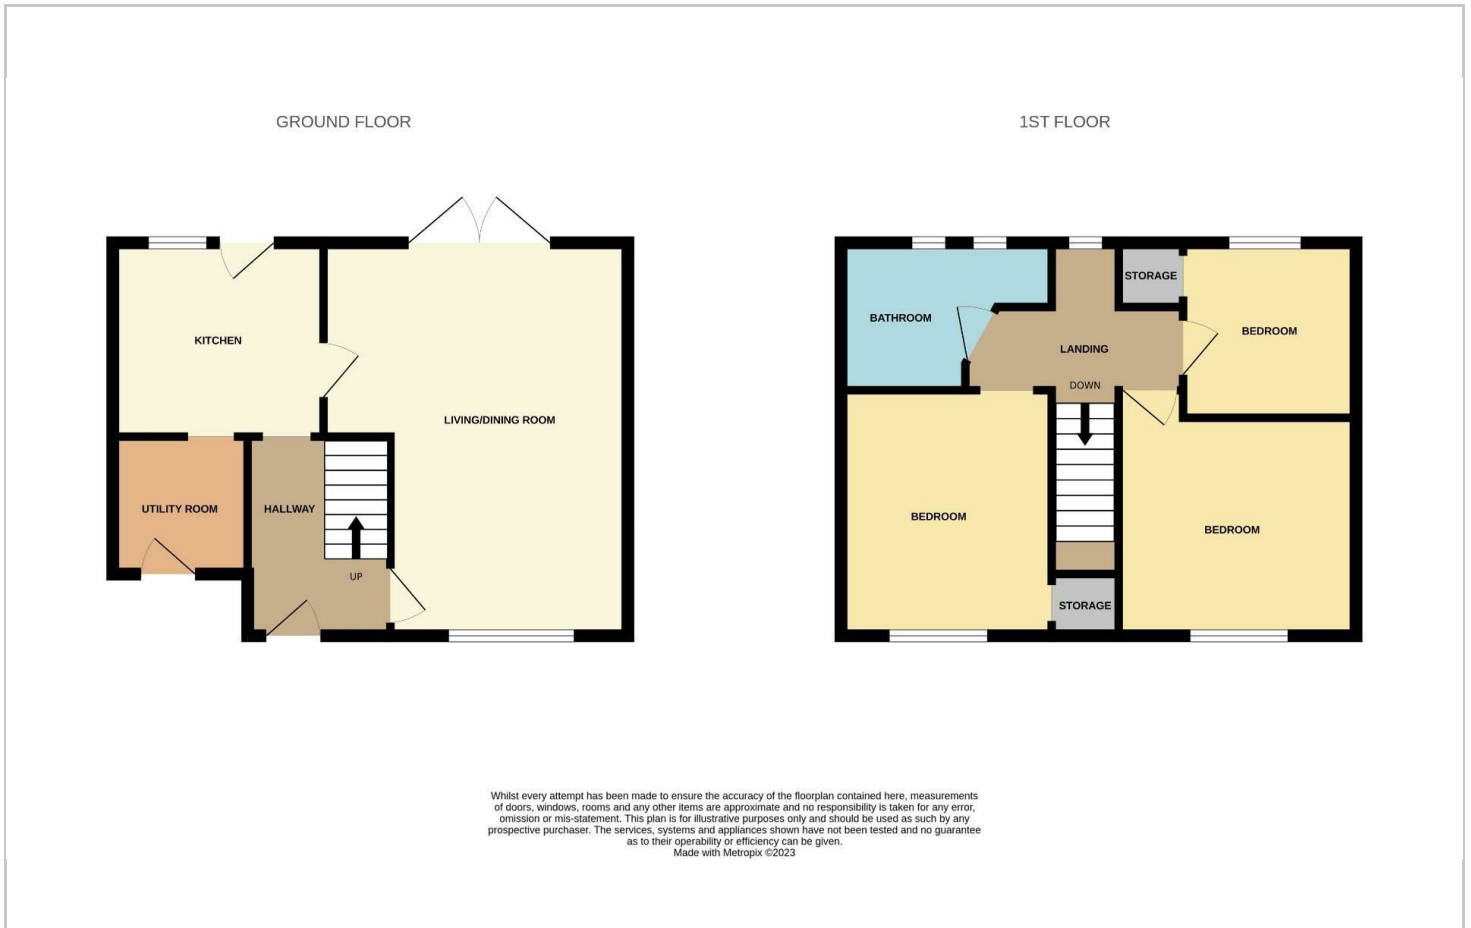 GROUND FLOOR
KITCHEN
LIVING/DINING ROOM
UTILITY ROOM
HALLWAY
UP
1ST FLOOR
STORAGE
BATHROOM
BEDROOM
LANDING
DOWN
BEDROOM
BEDROOM
STORAGE
Whilst every attempt has been made to ensure the accuracy of the floorplan contained here, measurements
of doors, windows, rooms and any other items are approximate and no responsibility is taken for any error,
omission or mis-statement. This plan is for illustrative purposes only and should be used as such by any
prospective purchaser. The services, systems and appliances shown have not been tested and no guarantee
as to their operability or efficiency can be given.
Made with Metropix ©2023